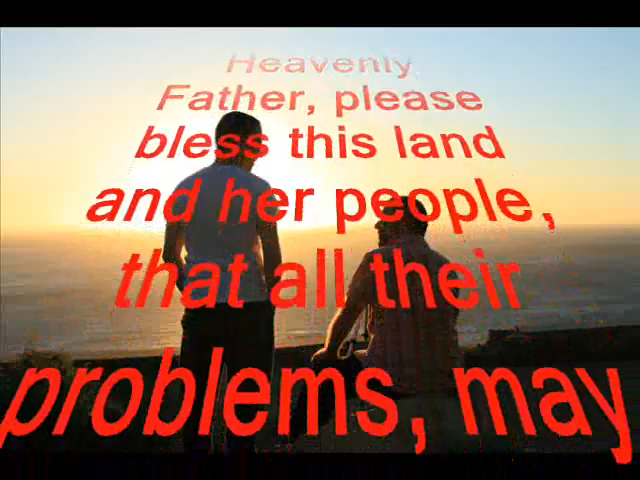 Heavenly
Father, please
bless this land
and her people,
that all their
problems, may